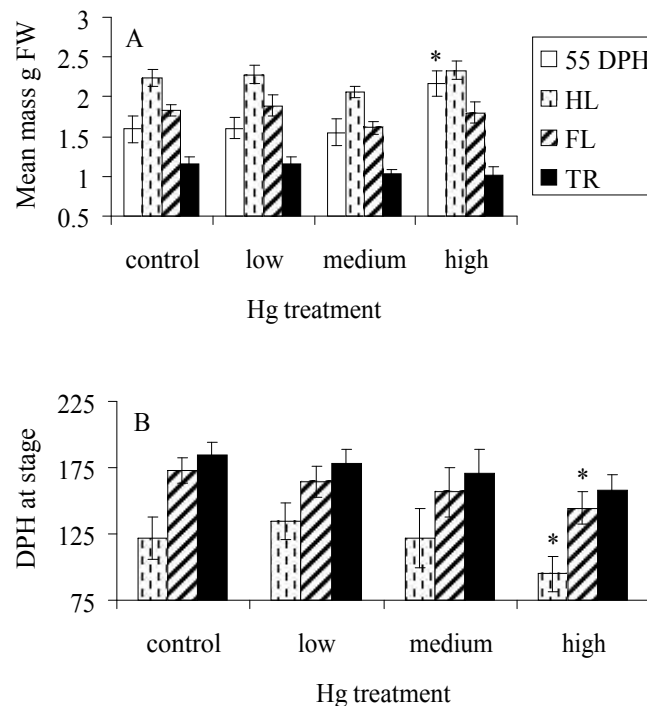 A
Mean mass g FW
3
2.5
2
1.5
1
0.5
*
control low medium high
Hg treatment
55 DPH
HL
FL
TR
B
DPH at stage
225
175
125
75
*
*
control low medium high
Hg treatment